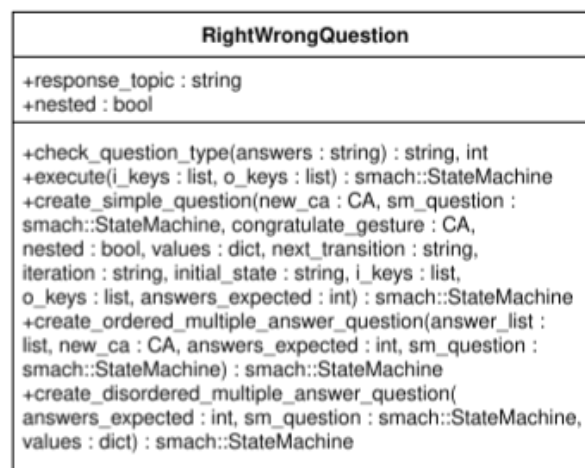 RightWrongQuestion
+response_topic : string
+nested : bool
+check_question_type(answers : string) : string, int
+execute(i_keys : list, o_keys : list) : smach::StateMachine
+create_simple_question(new_ca : CA, sm_question :
smach::StateMachine, congratulate_gesture : CA,
nested : bool, values : dict, next_transition : string,
iteration : string, initial_state : string, i_keys : list,
o_keys : list, answers_expected : int) : smach::StateMachine
+create_ordered_multiple_answer_question(answer_list :
list, new_ca : CA, answers_expected : int, sm_question :
smach::StateMachine) : smach::StateMachine
+create_disordered_multiple_answer_question(
answers_expected : int, sm_question : smach::StateMachine,
values : dict) : smach::StateMachine